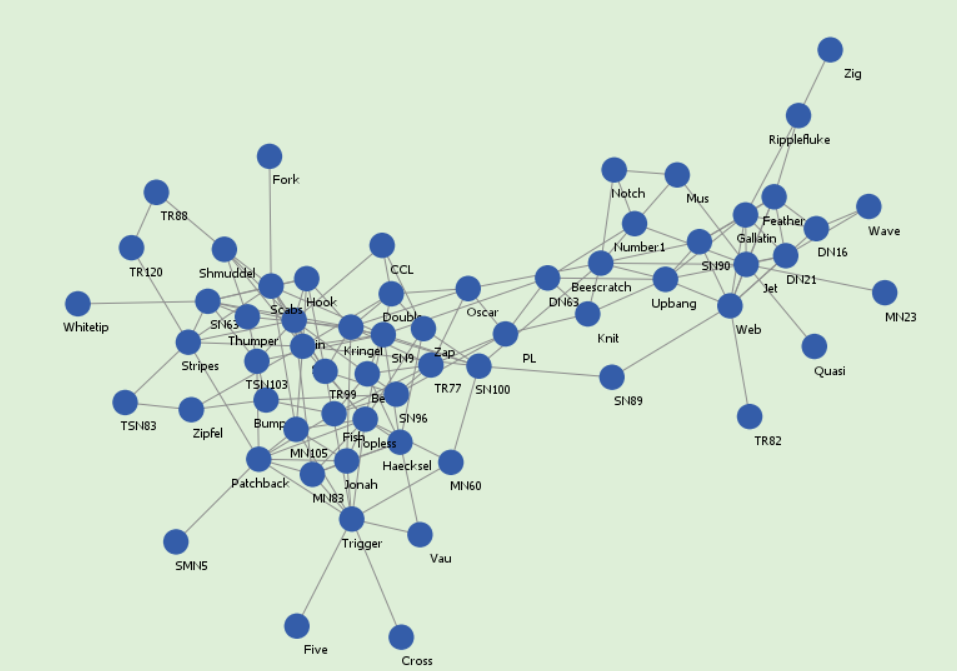 Zig
Ripplefluke
Fork
Notch
Mus
TR88
Feather
Wave
Gallatin
DN16
Number1
TR120
Shmuddel
CCL
SN90
DN21
Jet
Beescratch
DN63
Upbang
Hook
Scabs
Oscar
Double
MN23
Whitetip
SN63
Web
Thumper
Knit
Kringel
SN9
Zap
PL
Stripes
Quasi
TSN103
TR99
TR77
SN100
SN89
SN96
TSN83
Zipfel
Bump
Fish
Topless
TR82
MN105
Haecksel
Patchback
Jonah
MN60
MN83
Trigger
Vau
SMN5
Five
Cross